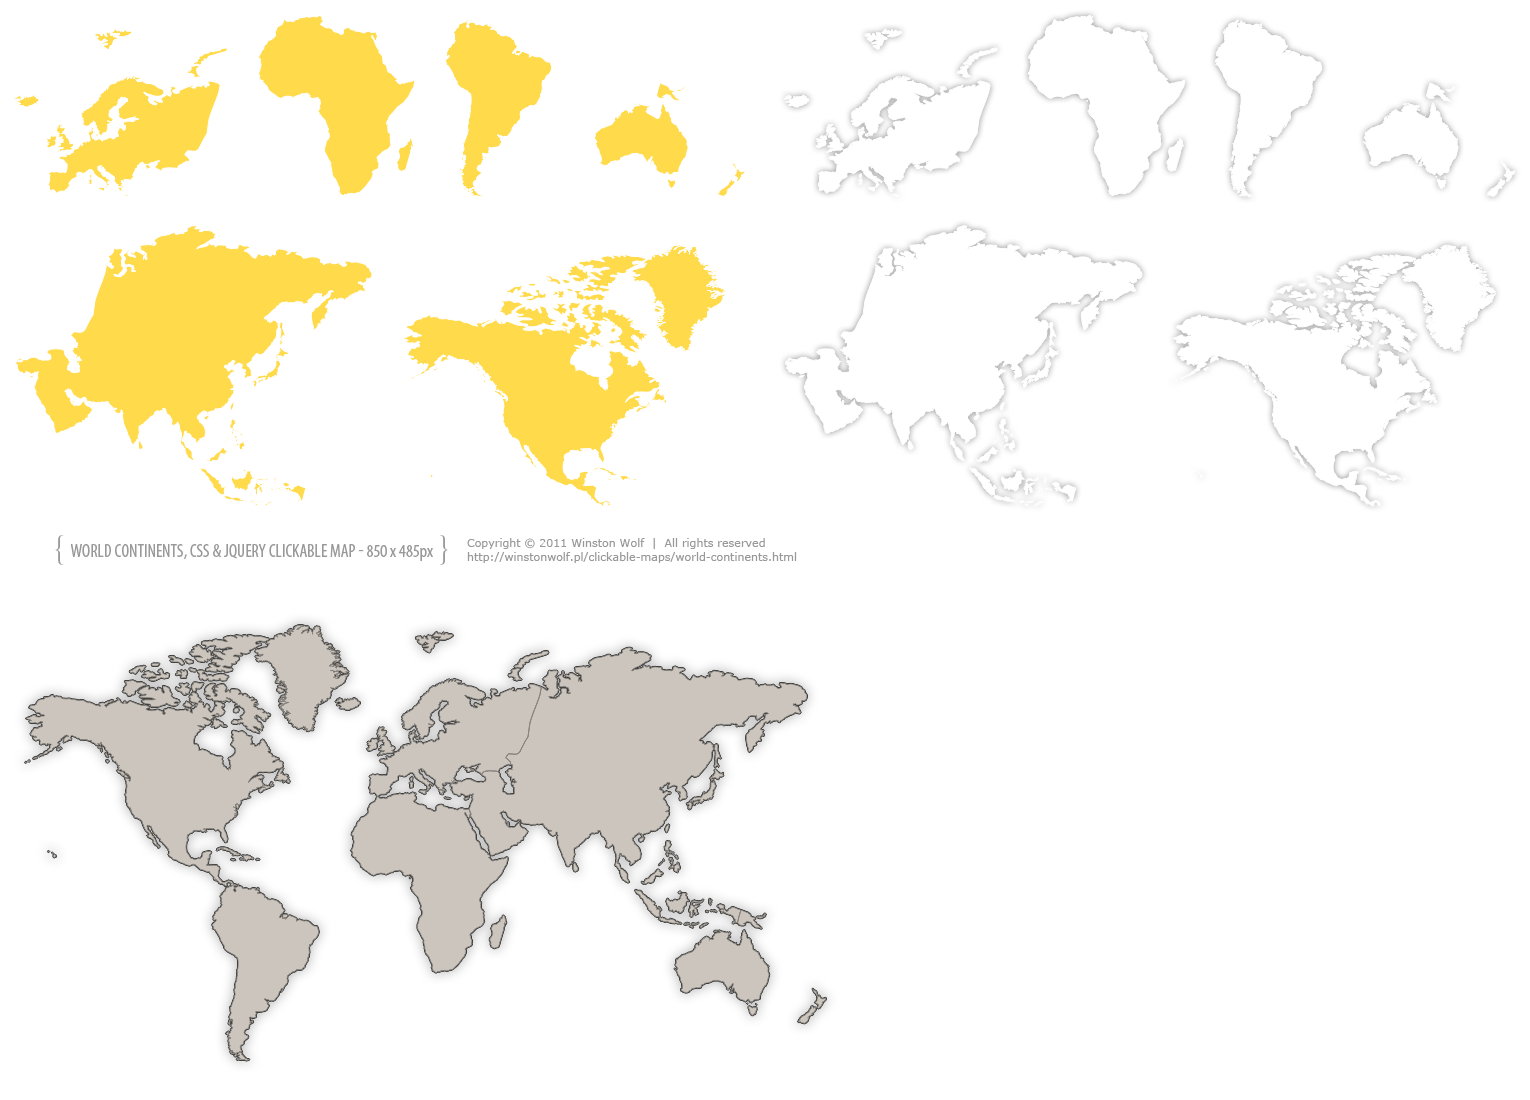 { WORLD CONTINENTS, CSS & JQUERY CLICKABLE MAP - 850 x 485px }
Copyright © 2011 Winston Wolf | All rights reserved
http://winstonwolf.pl/clickable-maps/world-continents.html